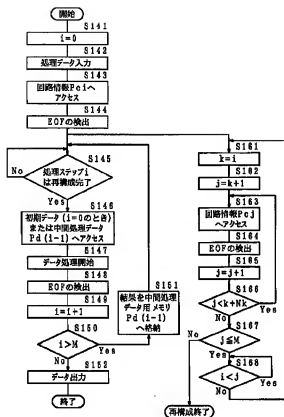 開始
S141
i=0
S142
処理データ入力
S143
回路情報Pciへ
アクセス
S144
EOFの検出
S145
処理ステップi
は再構成完了
No
Yes
S146
初期データ(i=0のとき)
または中間処理データ
Pd(i-1)へアクセス
S147
データ処理開始
S148
EOFの検出
S149
i=i+1
S150
i>M
No
Yes
S151
結果を中間処理
データ用メモリ
Pd(i-1)
へ格納
S152
データ出力
終了
S161
k=i
S162
j=k+1
S163
回路情報Pcj
へアクセス
S164
EOFの検出
S165
j=j+1
S166
j<k+Nk
Yes
No
S167
j≦M
No
Yes
S168
i<j
Yes
No
再構成終了